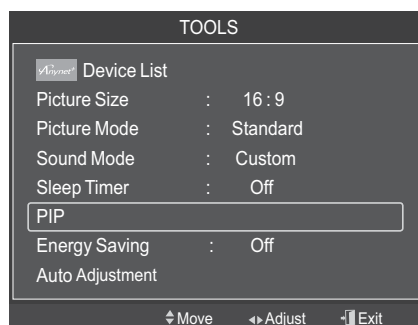 TOOLS
Anynet+ Device List
Picture Size : 16 : 9
Picture Mode : Standard
Sound Mode : Custom
Sleep Timer : Off
PIP
Energy Saving : Off
Auto Adjustment
Move Adjust Exit